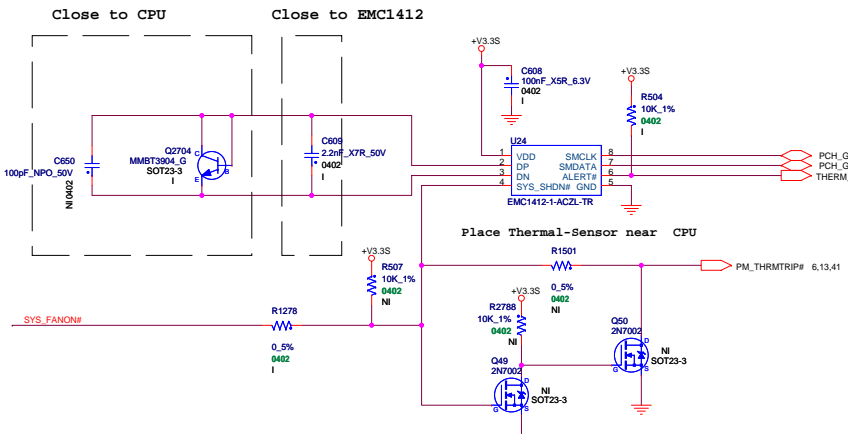 Close to CPU
Close to EMC1412
+V3.3S
C608
100nF_X5R_6.3V
0402
I
+V3.3S
R504
10K_1%
0402
I
C650
100pF_NPO_50V
NI 0402
Q2704
MMBT3904_G
SOT23-3
I
C
B
E
C609
2.2nF_X7R_50V
0402
I
U24
1 VDD SMCLK 8
2 DP SMDATA 7
3 DN ALERT# 6
4 SYS_SHDN# GND 5
EMC1412-1-ACZL-TR
PCH_G
PCH_G
THERM_
Place Thermal-Sensor near CPU
+V3.3S
R507
10K_1%
0402
NI
R1501
0_5%
0402
NI
PM_THRMTRIP# 6,13,41
SYS_FANON#
R1278
0_5%
0402
I
+V3.3S
R2788
10K_1%
0402
NI
Q50
2N7002
D
G
S
NI
SOT23-3
Q49
2N7002
D
G
S
NI
SOT23-3